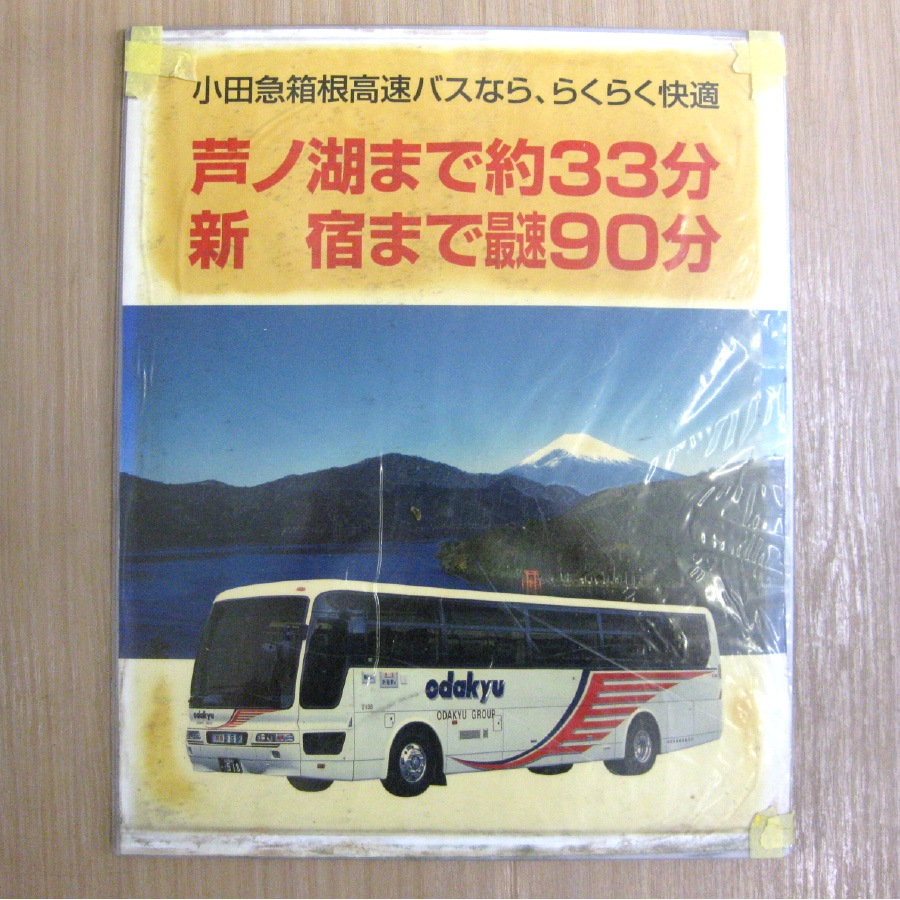 小田急箱根高速バスなら、らくらく快適
芦ノ湖まで約33分
新 宿まで最速90分
odakyu
ODAKYU GROUP
odakyu